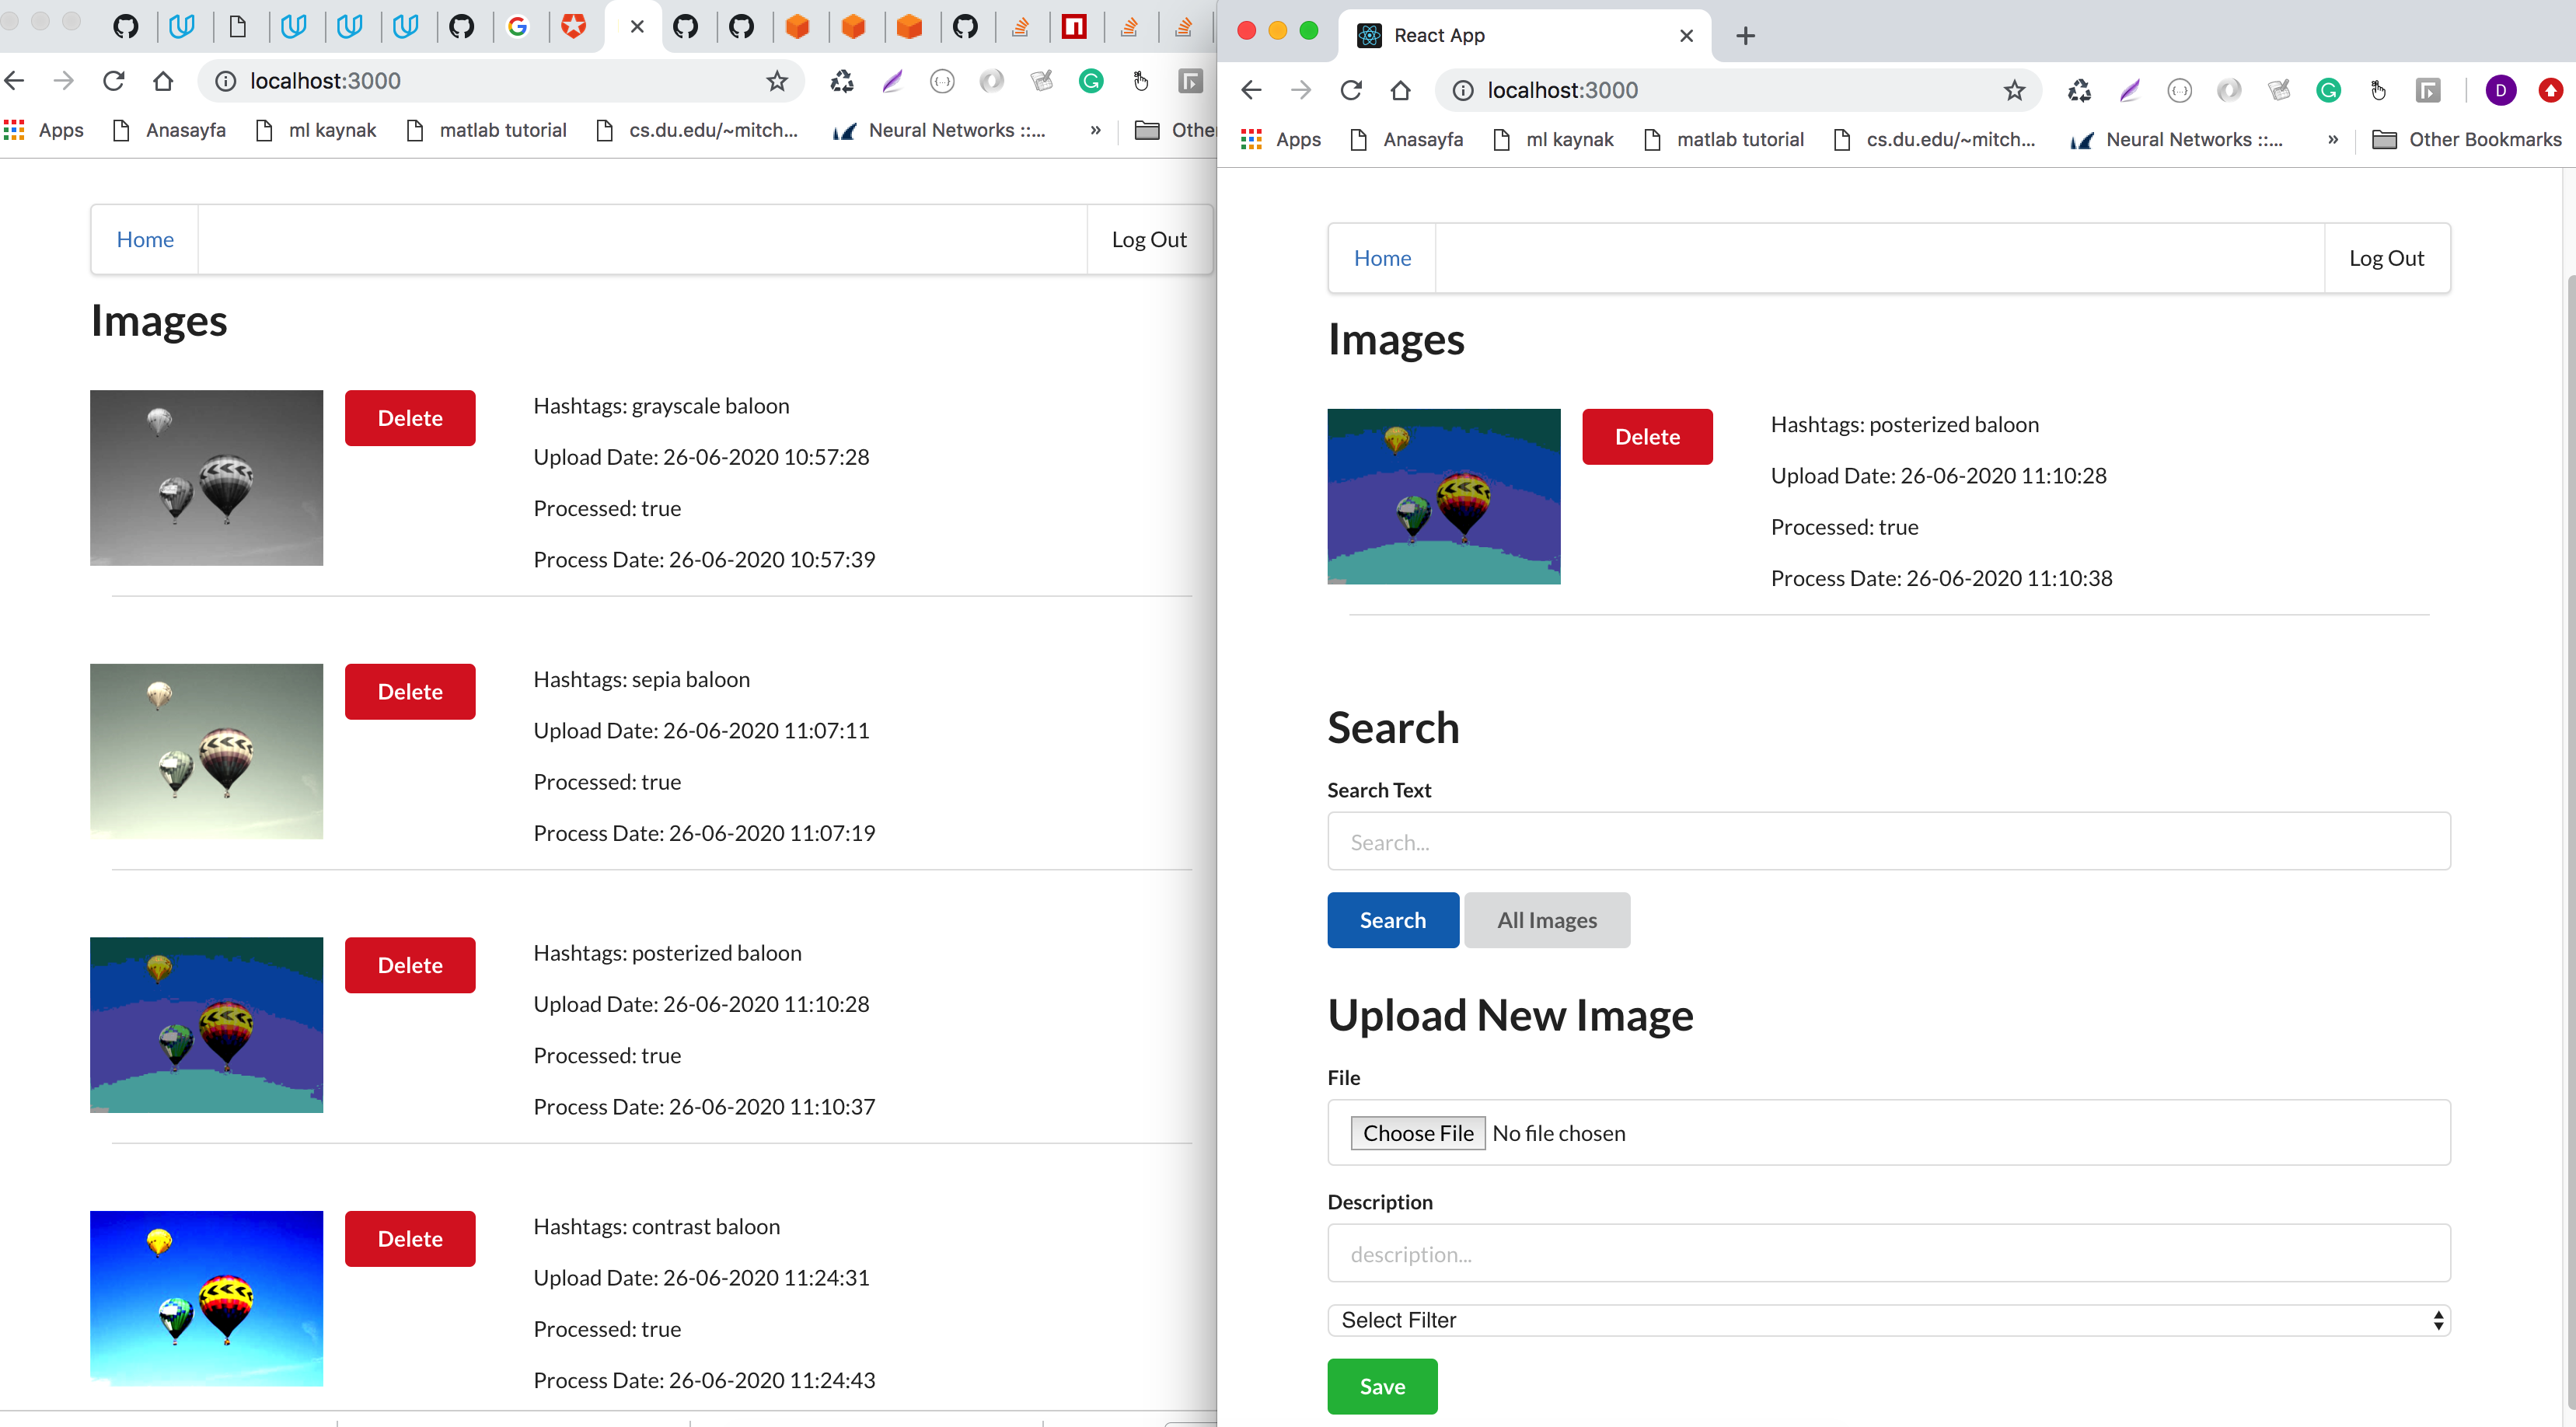 localhost:3000
Apps Anasayfa ml kaynak matlab tutorial cs.du.edu/~mitch... Neural Networks ::... »
Home Log Out
Images
Delete
Hashtags: grayscale baloon
Upload Date: 26-06-2020 10:57:28
Processed: true
Process Date: 26-06-2020 10:57:39
Delete
Hashtags: sepia baloon
Upload Date: 26-06-2020 11:07:11
Processed: true
Process Date: 26-06-2020 11:07:19
Delete
Hashtags: posterized baloon
Upload Date: 26-06-2020 11:10:28
Processed: true
Process Date: 26-06-2020 11:10:37
Delete
Hashtags: contrast baloon
Upload Date: 26-06-2020 11:24:31
Processed: true
Process Date: 26-06-2020 11:24:43
React App
localhost:3000
D
Apps Anasayfa ml kaynak matlab tutorial cs.du.edu/~mitch... Neural Networks ::... » Other Bookmarks
Home Log Out
Images
Delete
Hashtags: posterized baloon
Upload Date: 26-06-2020 11:10:28
Processed: true
Process Date: 26-06-2020 11:10:38
Search
Search Text
Search...
Search All Images
Upload New Image
File
Choose File No file chosen
Description
description...
Select Filter
Save